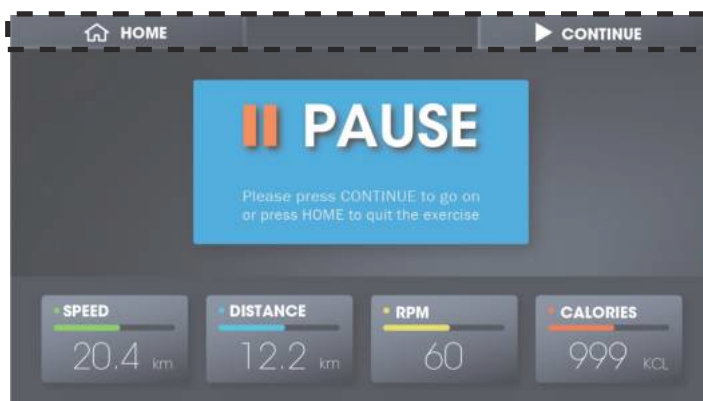 HOME
CONTINUE
PAUSE
Please press CONTINUE to go on
or press HOME to quit the exercise
SPEED
DISTANCE
RPM
CALORIES
20.4 km
12.2 km
60
999 KCL